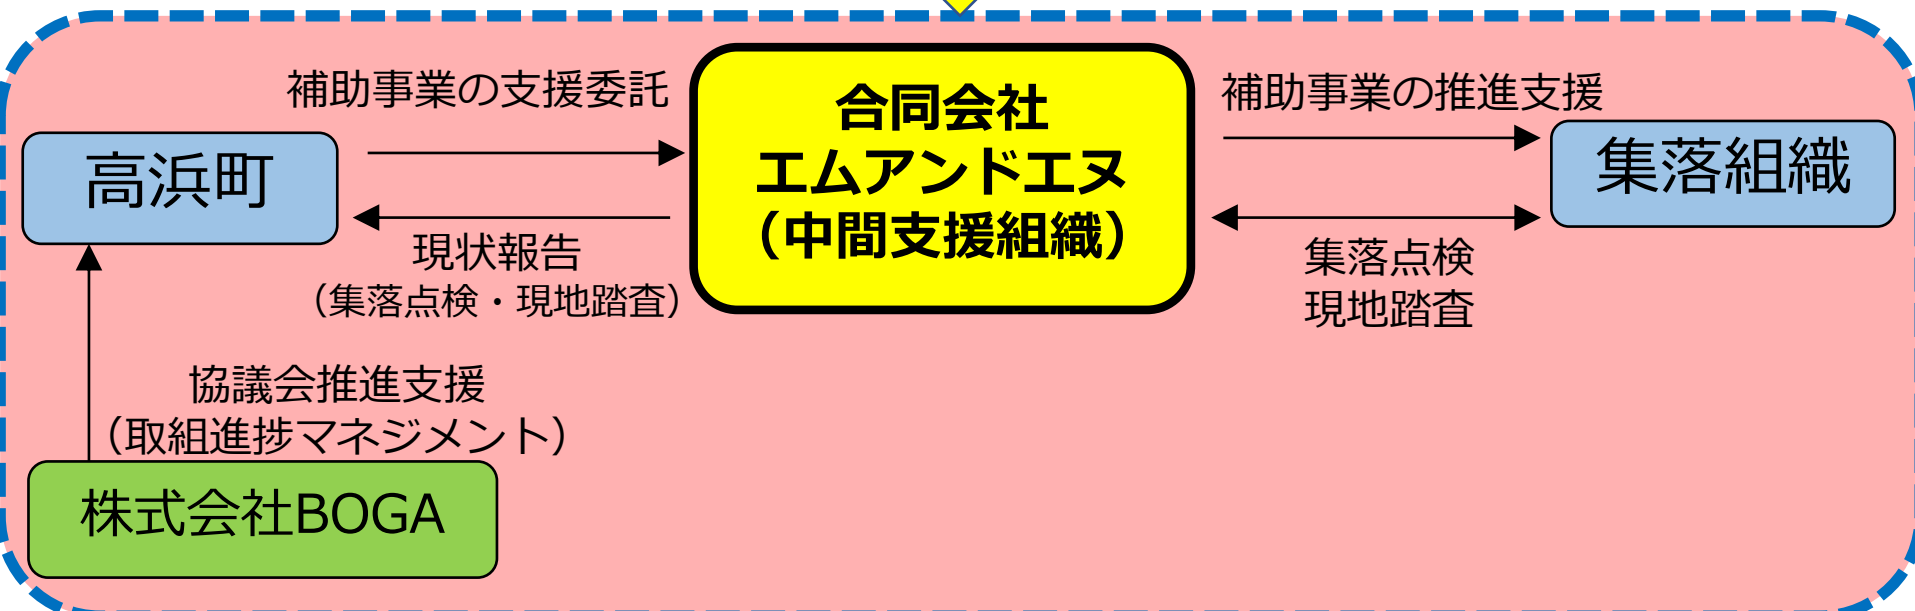 補助事業の支援委託
合同会社
エムアンドエヌ
（中間支援組織）
補助事業の推進支援
高浜町
集落組織
現状報告
（集落点検・現地踏査）
集落点検
現地踏査
協議会推進支援
（取組進捗マネジメント）
株式会社BOGA